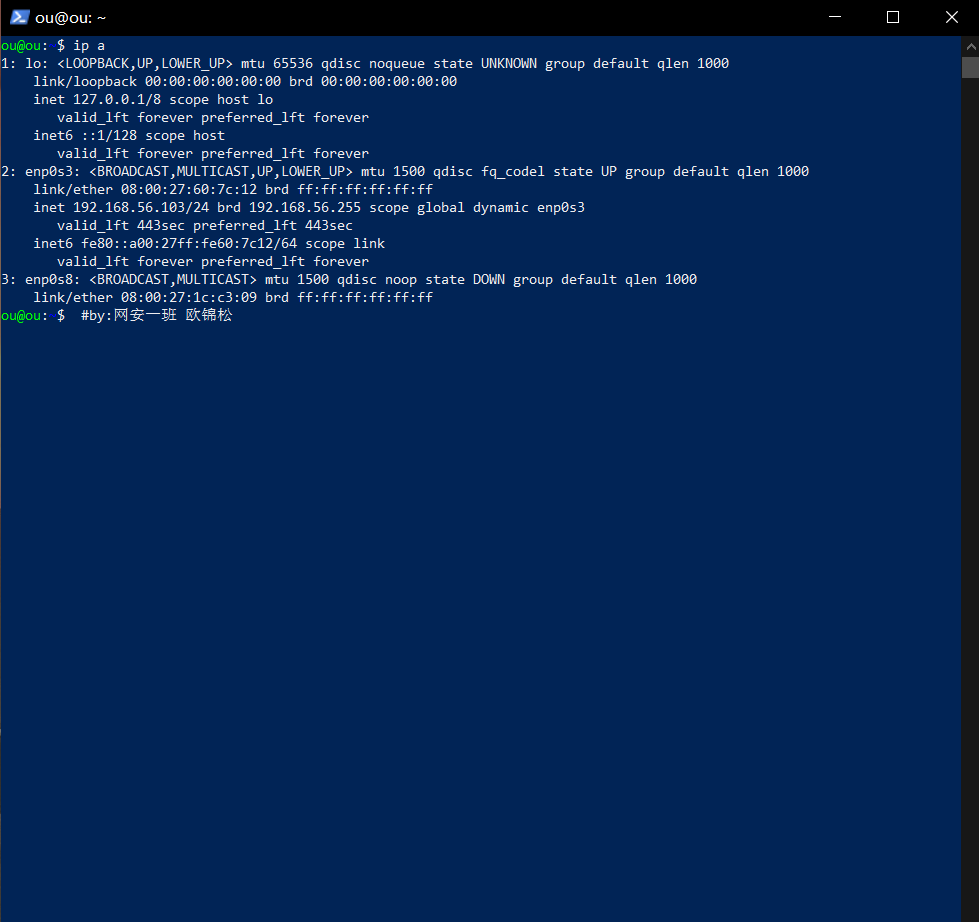 ou@ou: ~
ou@ou:~$ ip a
1: lo: <LOOPBACK,UP,LOWER_UP> mtu 65536 qdisc noqueue state UNKNOWN group default qlen 1000
    link/loopback 00:00:00:00:00:00 brd 00:00:00:00:00:00
    inet 127.0.0.1/8 scope host lo
       valid_lft forever preferred_lft forever
    inet6 ::1/128 scope host
       valid_lft forever preferred_lft forever
2: enp0s3: <BROADCAST,MULTICAST,UP,LOWER_UP> mtu 1500 qdisc fq_codel state UP group default qlen 1000
    link/ether 08:00:27:60:7c:12 brd ff:ff:ff:ff:ff:ff
    inet 192.168.56.103/24 brd 192.168.56.255 scope global dynamic enp0s3
       valid_lft 443sec preferred_lft 443sec
    inet6 fe80::a00:27ff:fe60:7c12/64 scope link
       valid_lft forever preferred_lft forever
3: enp0s8: <BROADCAST,MULTICAST> mtu 1500 qdisc noop state DOWN group default qlen 1000
    link/ether 08:00:27:1c:c3:09 brd ff:ff:ff:ff:ff:ff
ou@ou:~$  #by:网安一班 欧锦松